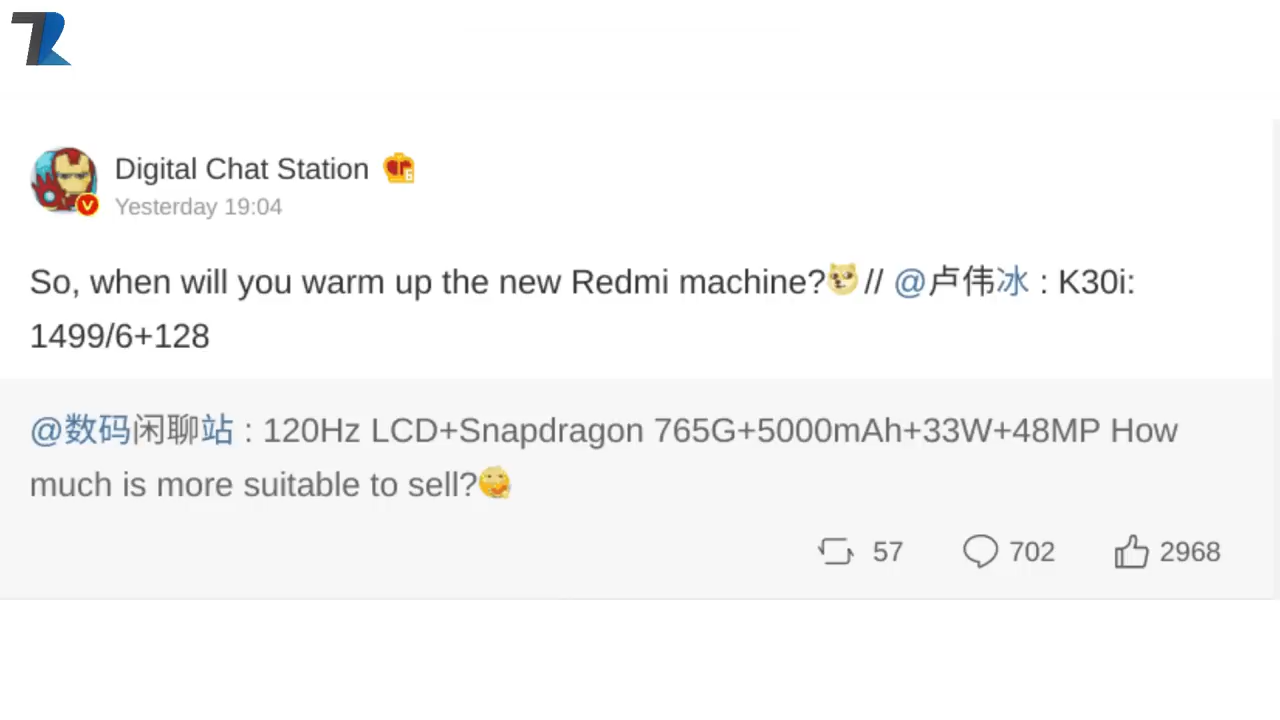 Digital Chat Station
Yesterday 19:04
So, when will you warm up the new Redmi machine? // @卢伟冰 : K30i:
1499/6+128
@数码闲聊站 : 120Hz LCD+Snapdragon 765G+5000mAh+33W+48MP How
much is more suitable to sell?
57 702 2968